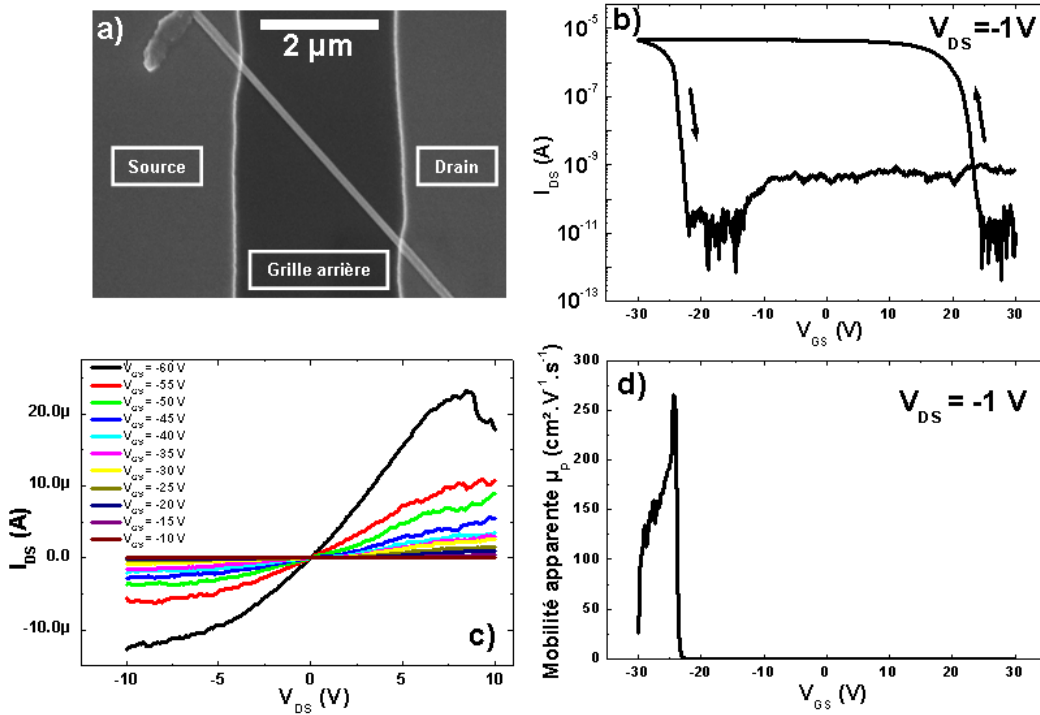 a)
2 µm
Source
Drain
Grille arrière
b)
V_DS =-1V
I_DS (A)
10^-5
10^-7
10^-9
10^-11
10^-13
-30 -20 -10 0 10 20 30
V_GS (V)
V_GS = -60 V
V_GS = -55 V
V_GS = -50 V
V_GS = -45 V
V_GS = -40 V
V_GS = -35 V
V_GS = -30 V
V_GS = -25 V
V_GS = -20 V
V_GS = -15 V
V_GS = -10 V
I_DS (A)
20.0µ
10.0µ
0.0
-10.0µ
c)
-10 -5 0 5 10
V_DS (V)
d)
V_DS = -1 V
Mobilité apparente µ_p (cm².V^-1.s^-1)
300
250
200
150
100
50
0
-30 -20 -10 0 10 20 30
V_GS (V)